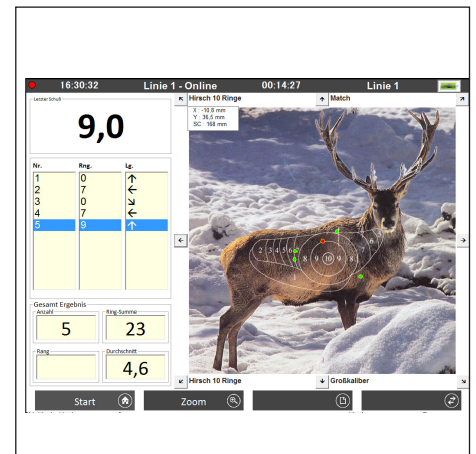 16:30:32 Linie 1 - Online 00:14:27 Linie 1
Letzter Schuß
9,0
Hirsch 10 Ringe Match
X : -10,8 mm
Y : 36,5 mm
SC : 168 mm
Nr. Rng. Lg.
1 0 ↑
2 7 ←
3 0 ↘
4 7 ←
5 9 ↑
2 3 4 5 6 8 9 10 9 8 7 6
Gesamt Ergebnis
Anzahl Ring-Summe
5 23
Rang Durchschnitt
4,6
Hirsch 10 Ringe Großkaliber
Start Zoom